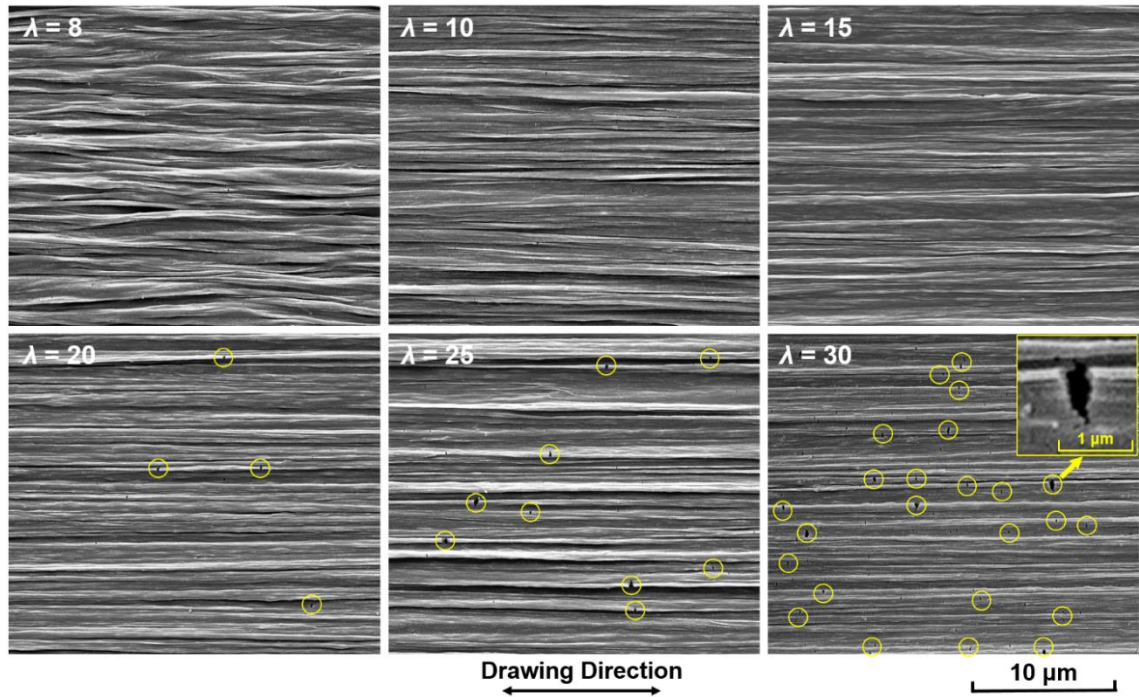 λ = 8
λ = 10
λ = 15
λ = 20
λ = 25
λ = 30
1 μm
Drawing Direction
10 μm